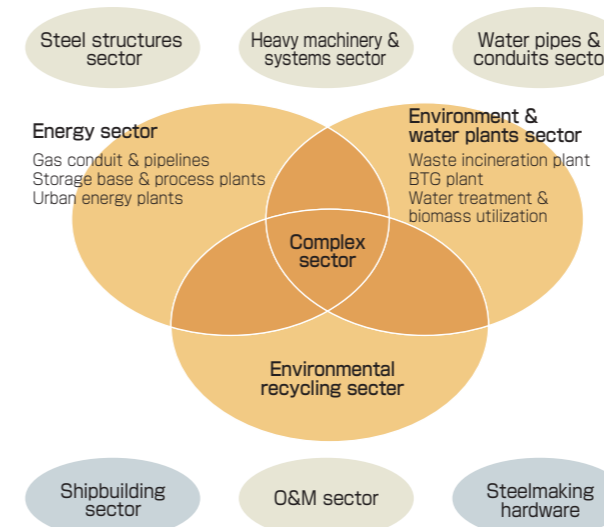 Steel structures
sector
Heavy machinery &
systems sector
Water pipes &
conduits secto
Energy sector
Gas conduit & pipelines
Storage base & process plants
Urban energy plants
Environment &
water plants sector
Waste incineration plant
BTG plant
Water treatment &
biomass utilization
Complex
sector
Environmental
recycling secter
Shipbuilding
sector
O&M sector
Steelmaking
hardware